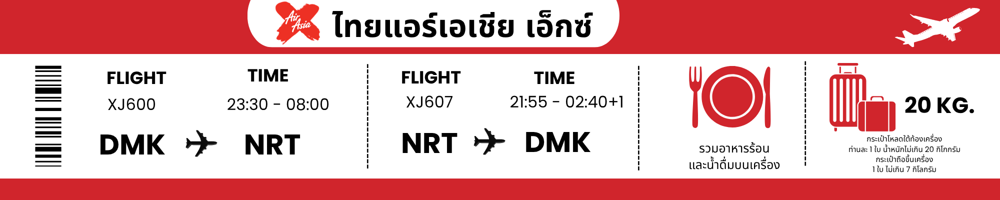 Air
Asia
ไทยแอร์เอเชีย เอ็กซ์
FLIGHT
TIME
XJ600
23:30 - 08:00
DMK
NRT
FLIGHT
TIME
XJ607
21:55 - 02:40+1
NRT
DMK
รวมอาหารร้อน
และน้ำดื่มบนเครื่อง
20 KG.
กระเป๋าโหลดใต้ท้องเครื่อง
ท่านละ 1 ใบ น้ำหนักไม่เกิน 20 กิโกกรัม
กระเป๋าถือขึ้นเครื่อง
1 ใบ ไม่เกิน 7 กิโลกรัม